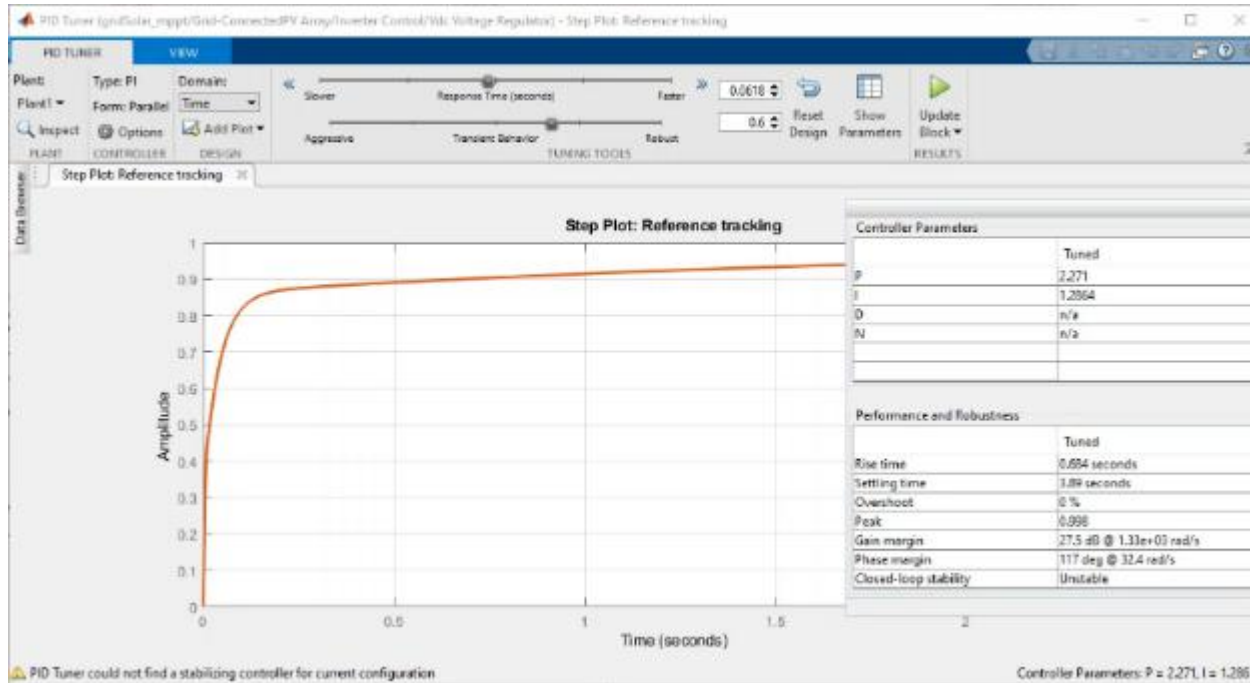 PID Tuner (gridSolar_mppt/Grid-ConnectedPV Array/Inverter Control/Vdc Voltage Regulator) - Step Plot: Reference tracking
PID TUNER VIEW
Plant: Type: PI Domain:
Plant1 Form: Parallel Time
Slower Response Time (seconds) Faster 0.0618
Inspect Options Add Plot
Aggressive Transient Behavior Robust 0.6
Reset Design
Show Parameters
Update Block
PLANT CONTROLLER DESIGN TUNING TOOLS RESULTS
Step Plot: Reference tracking
Data Browser
Step Plot: Reference tracking
Amplitude
1
0.9
0.8
0.7
0.6
0.5
0.4
0.3
0.2
0.1
0
0 0.5 1 1.5 2
Time (seconds)
Controller Parameters
Tuned
P 2.271
I 1.2864
D n/a
N n/a
Performance and Robustness
Tuned
Rise time 0.684 seconds
Settling time 3.89 seconds
Overshoot 0 %
Peak 0.998
Gain margin 27.5 dB @ 1.33e+03 rad/s
Phase margin 117 deg @ 32.4 rad/s
Closed-loop stability Unstable
PID Tuner could not find a stabilizing controller for current configuration
Controller Parameters: P = 2.271, I = 1.286